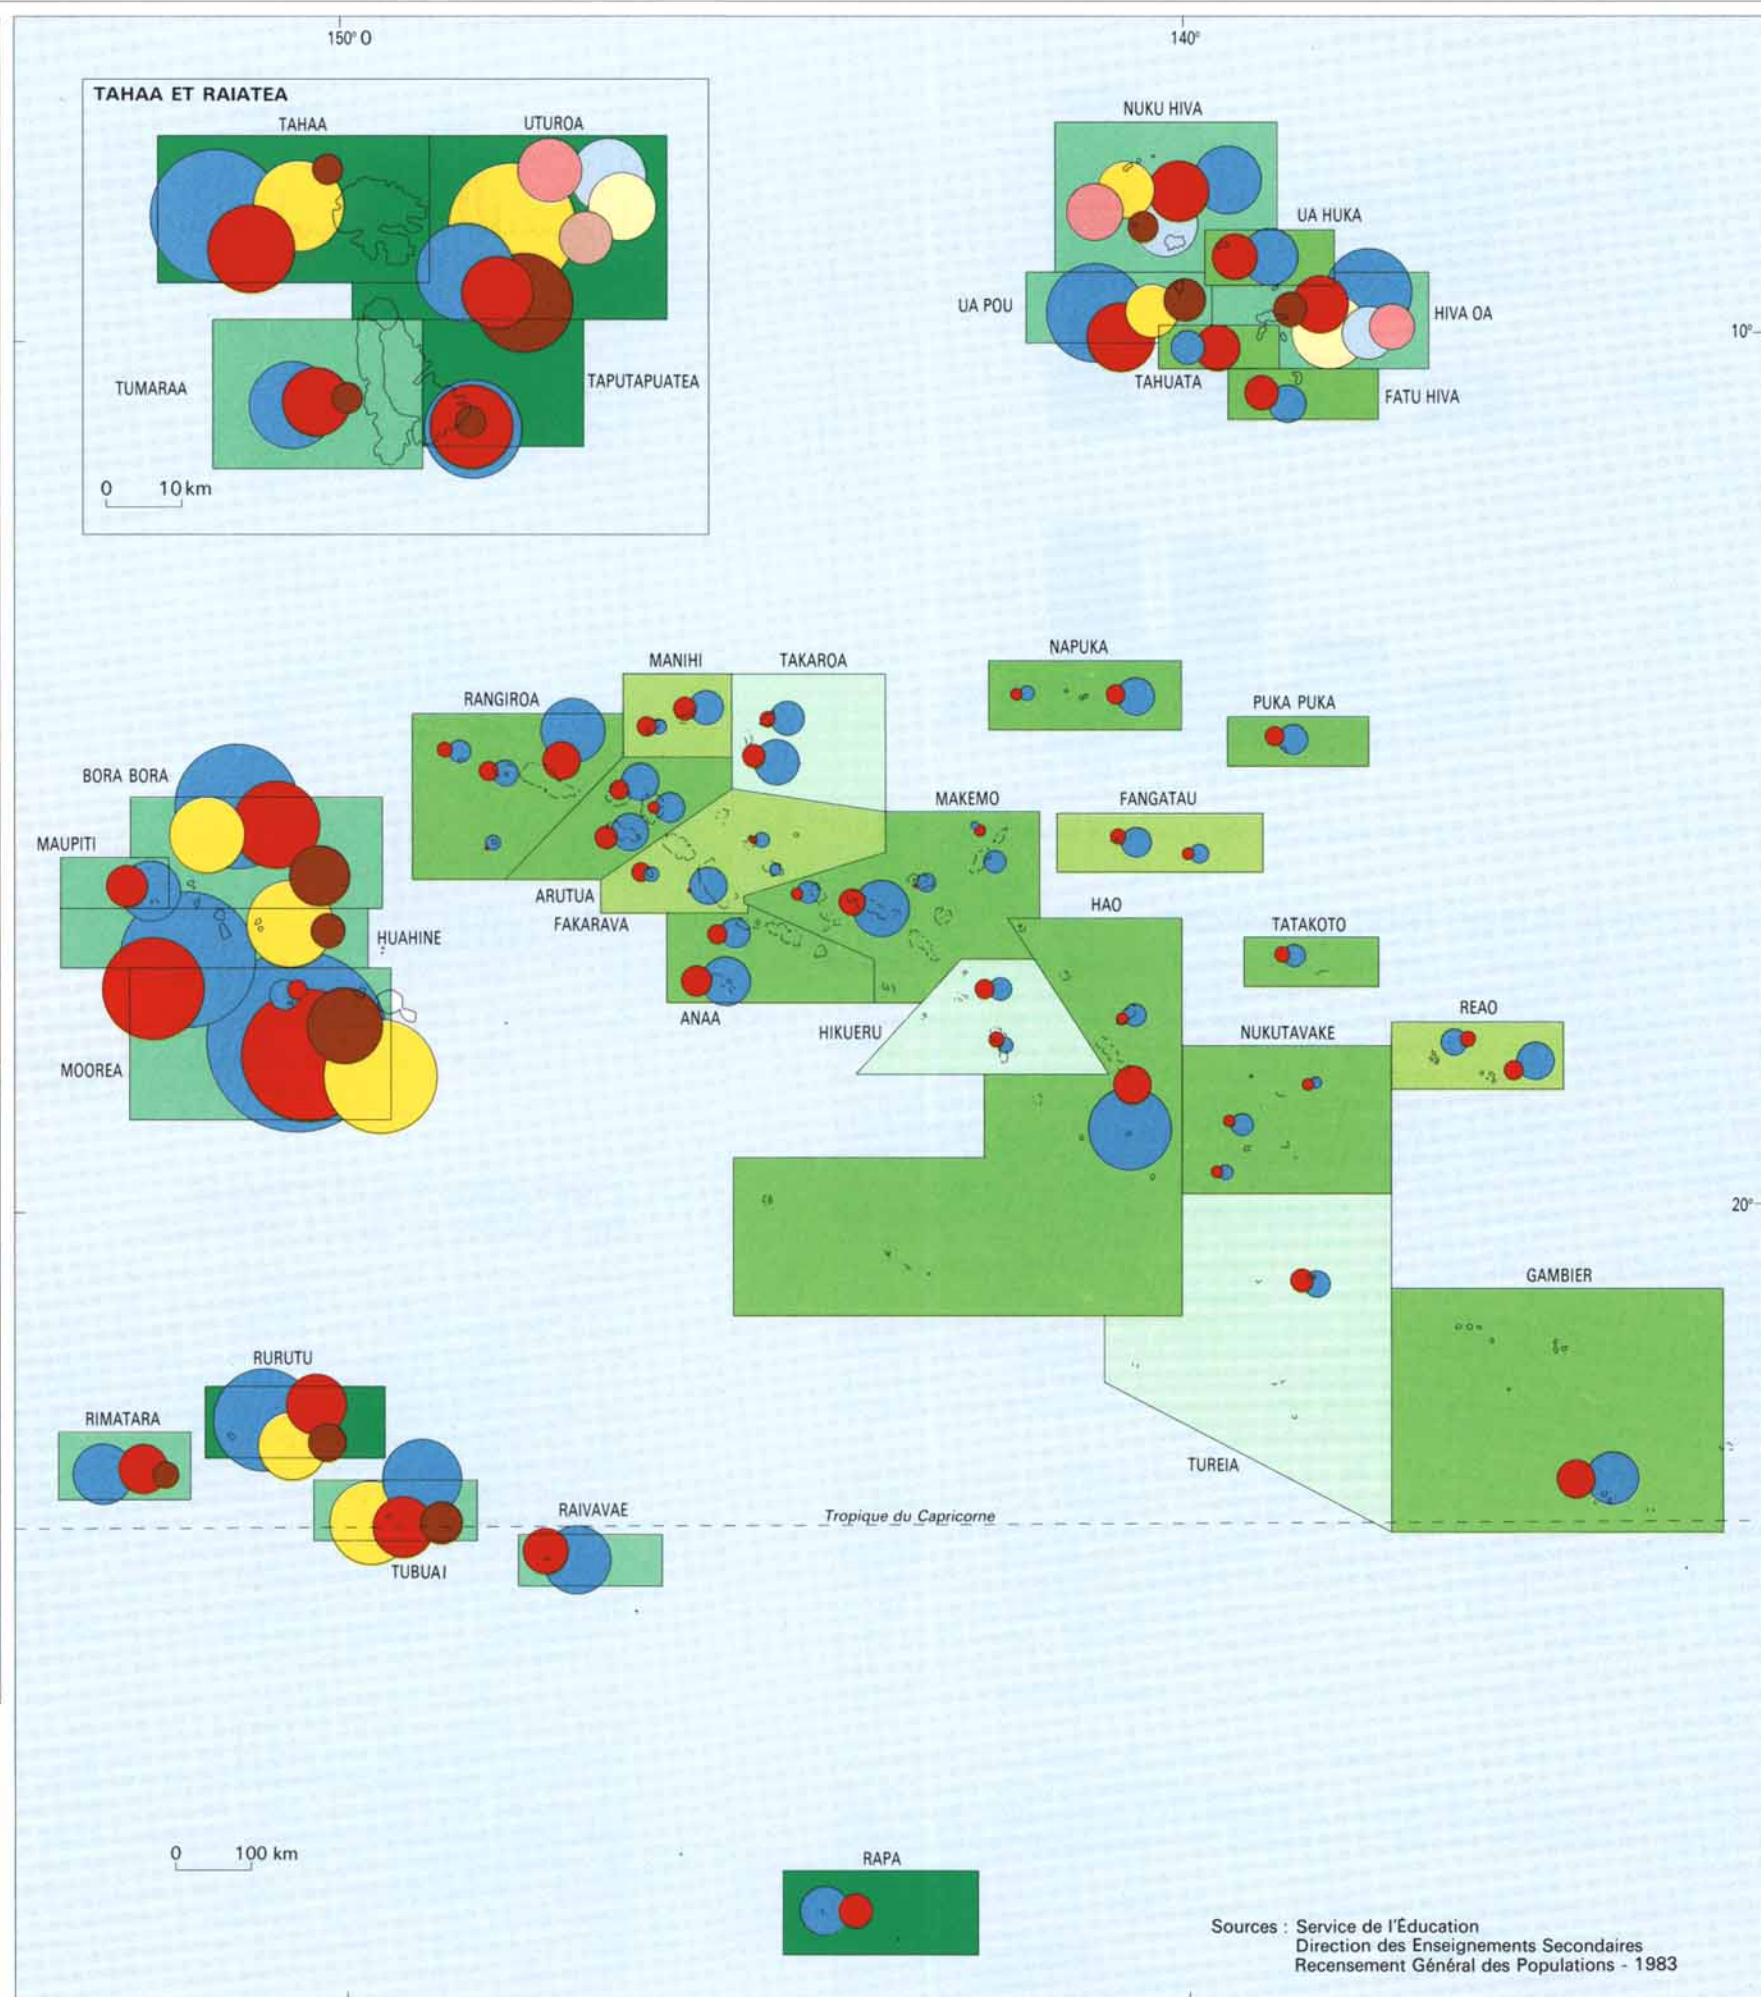 150° O
140°
TAHAA ET RAIATEA
TAHAA
UTUROA
TUMARAA
TAPUTAPUATEA
0 10 km
NUKU HIVA
UA HUKA
UA POU
HIVA OA
10°
TAHUATA
FATU HIVA
NAPUKA
MANIHI
TAKAROA
RANGIROA
PUKA PUKA
BORA BORA
MAKEMO
FANGATAU
MAUPITI
ARUTUA
HAO
FAKARAVA
TATAKOTO
HUAHINE
REAO
ANAA
HIKUERU
NUKUTAVAKE
MOOREA
20°
GAMBIER
RURUTU
RIMATARA
TUREIA
RAIVAVAE
Tropique du Capricorne
TUBUAI
0 100 km
RAPA
Sources : Service de l'Éducation
Direction des Enseignements Secondaires
Recensement Général des Populations - 1983